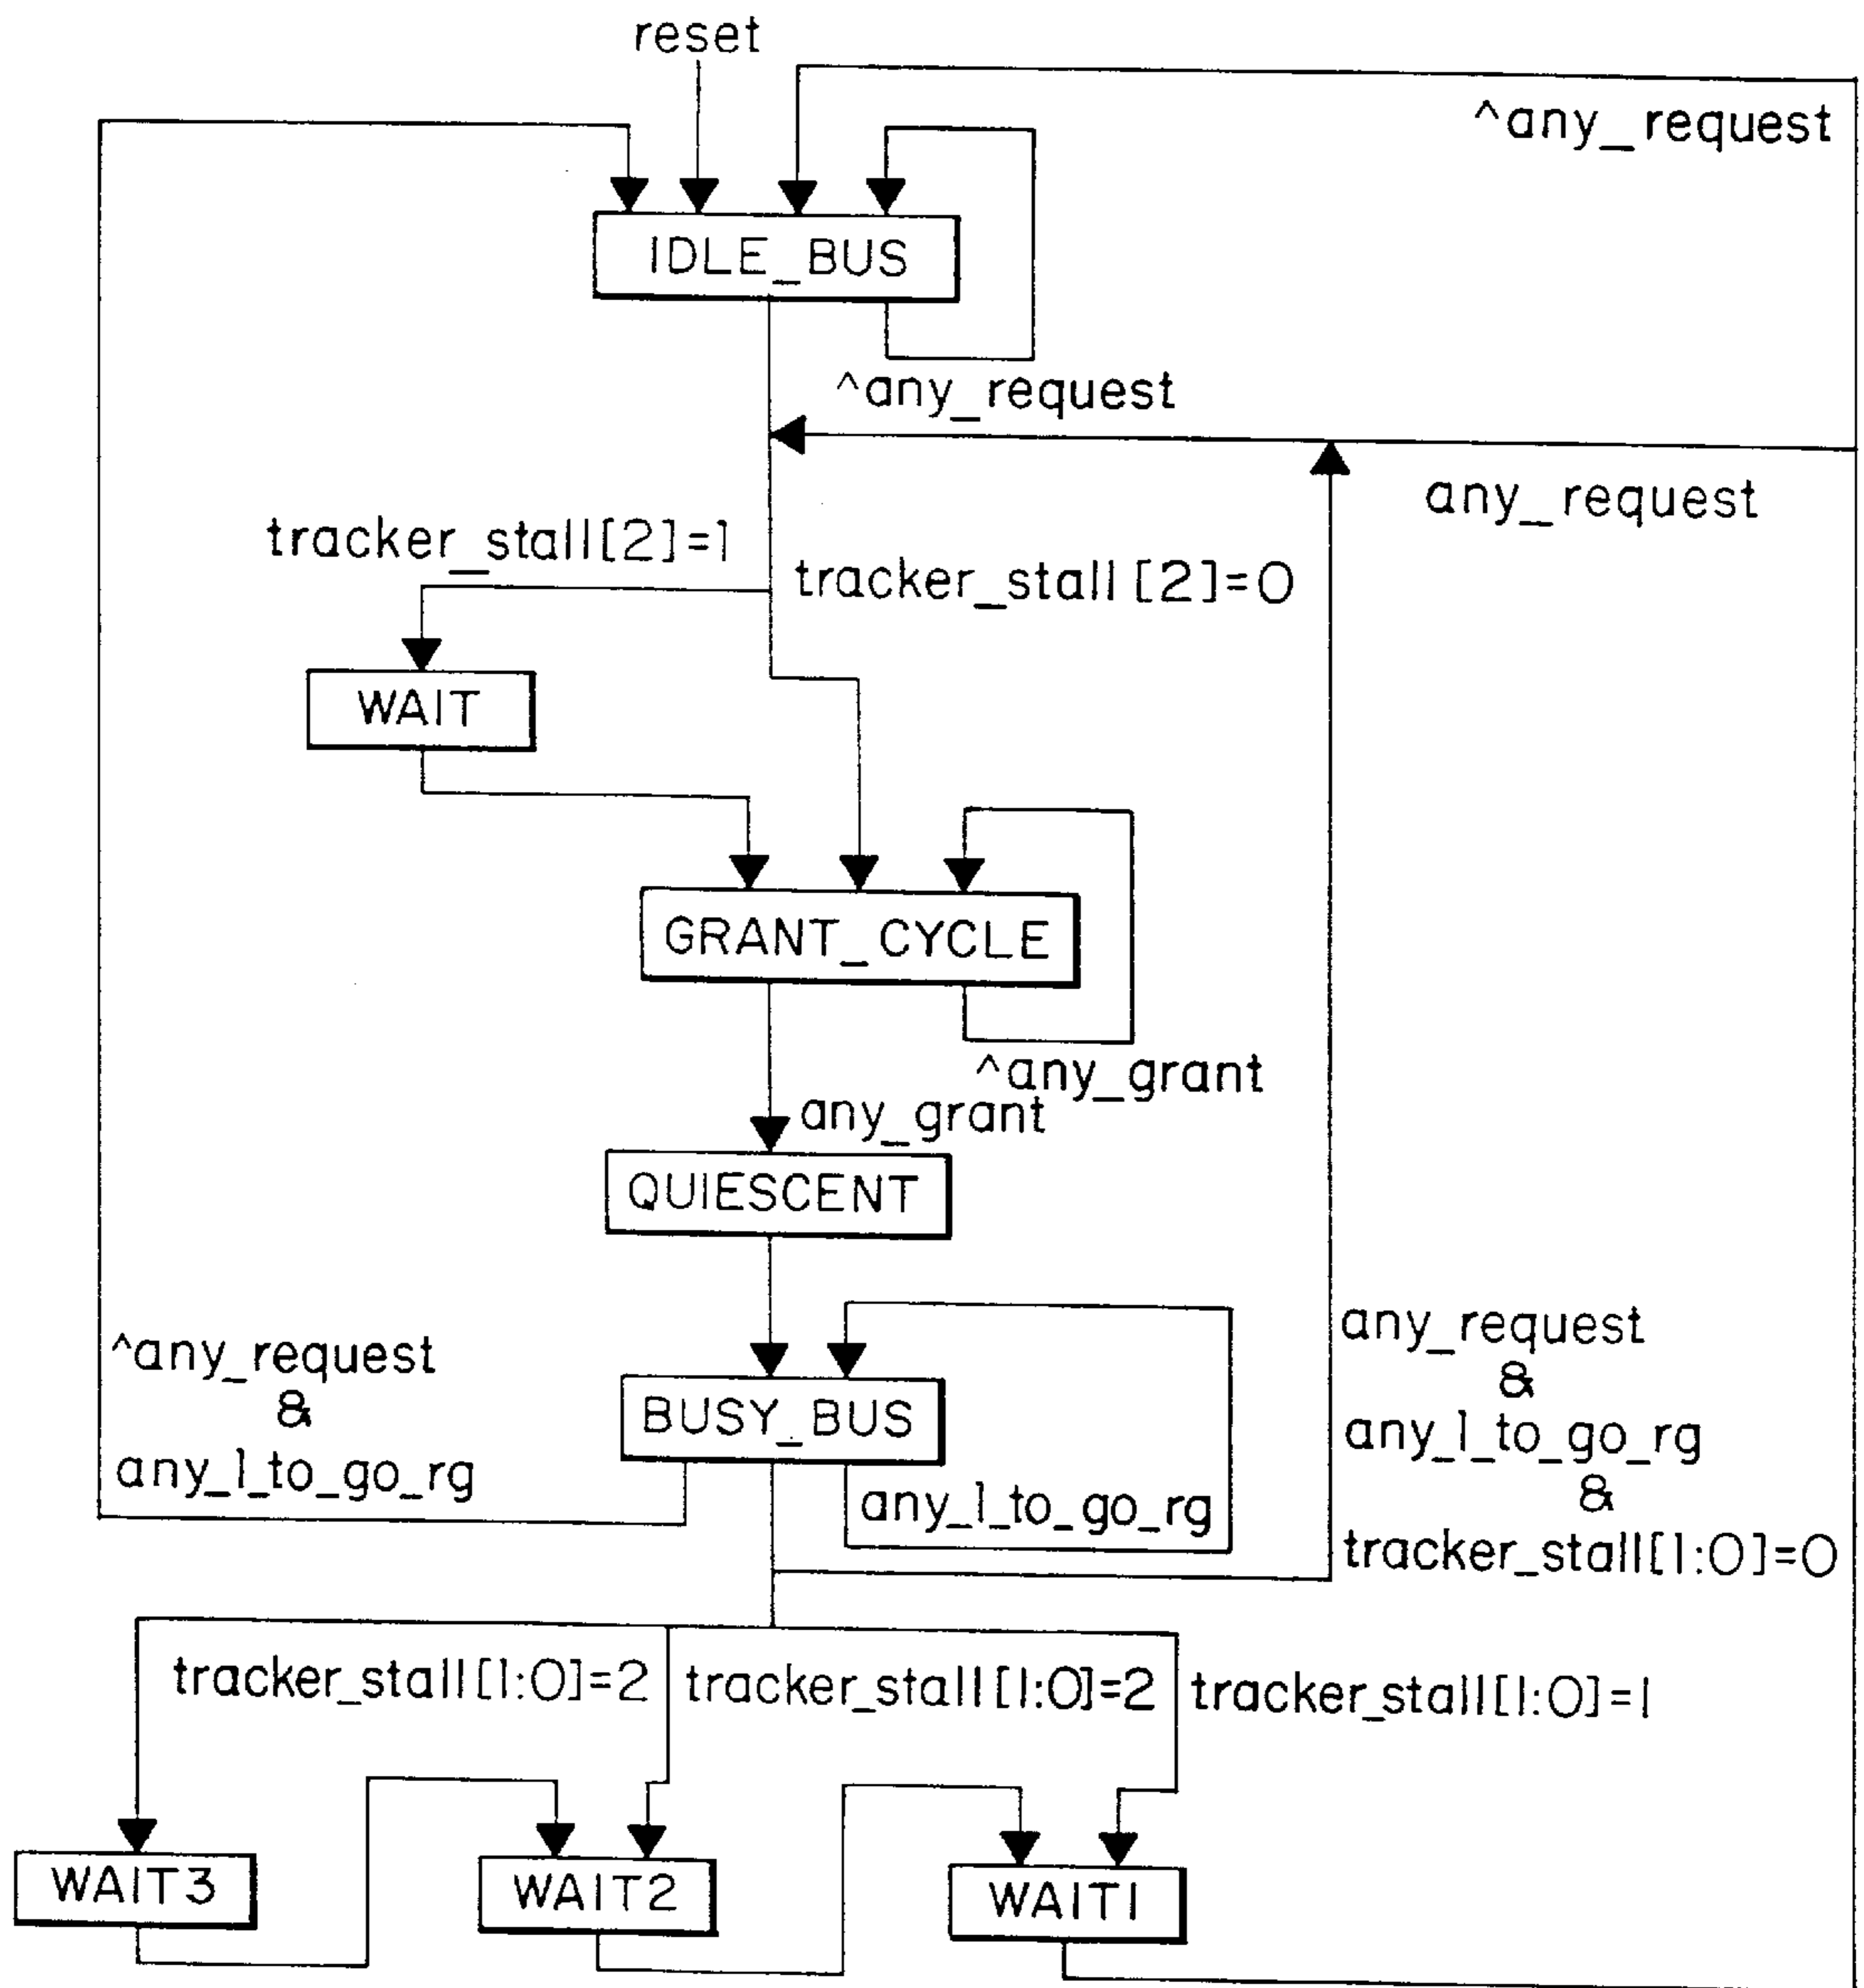 reset
^any_request
IDLE_BUS
^any_request
any_request
tracker_stall[2]=1
tracker_stall[2]=0
WAIT
GRANT_CYCLE
^any_grant
any_grant
QUIESCENT
^any_request
&
any_1_to_go_rg
BUSY_BUS
any_1_to_go_rg
any_request
&
any_1_to_go_rg
&
tracker_stall[1:0]=0
tracker_stall[1:0]=2
tracker_stall[1:0]=2
tracker_stall[1:0]=1
WAIT3
WAIT2
WAIT1